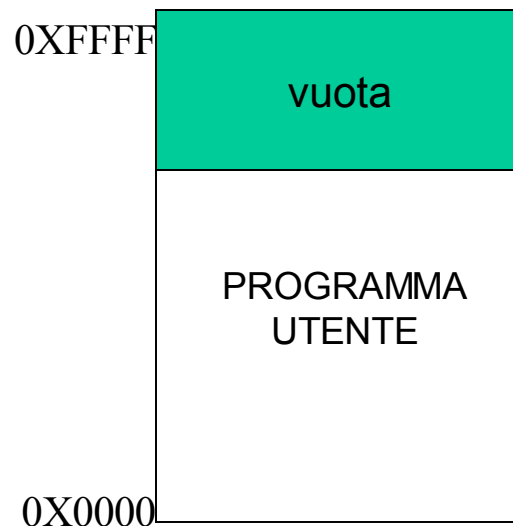 0XFFFF
vuota
PROGRAMMA
UTENTE
0X0000